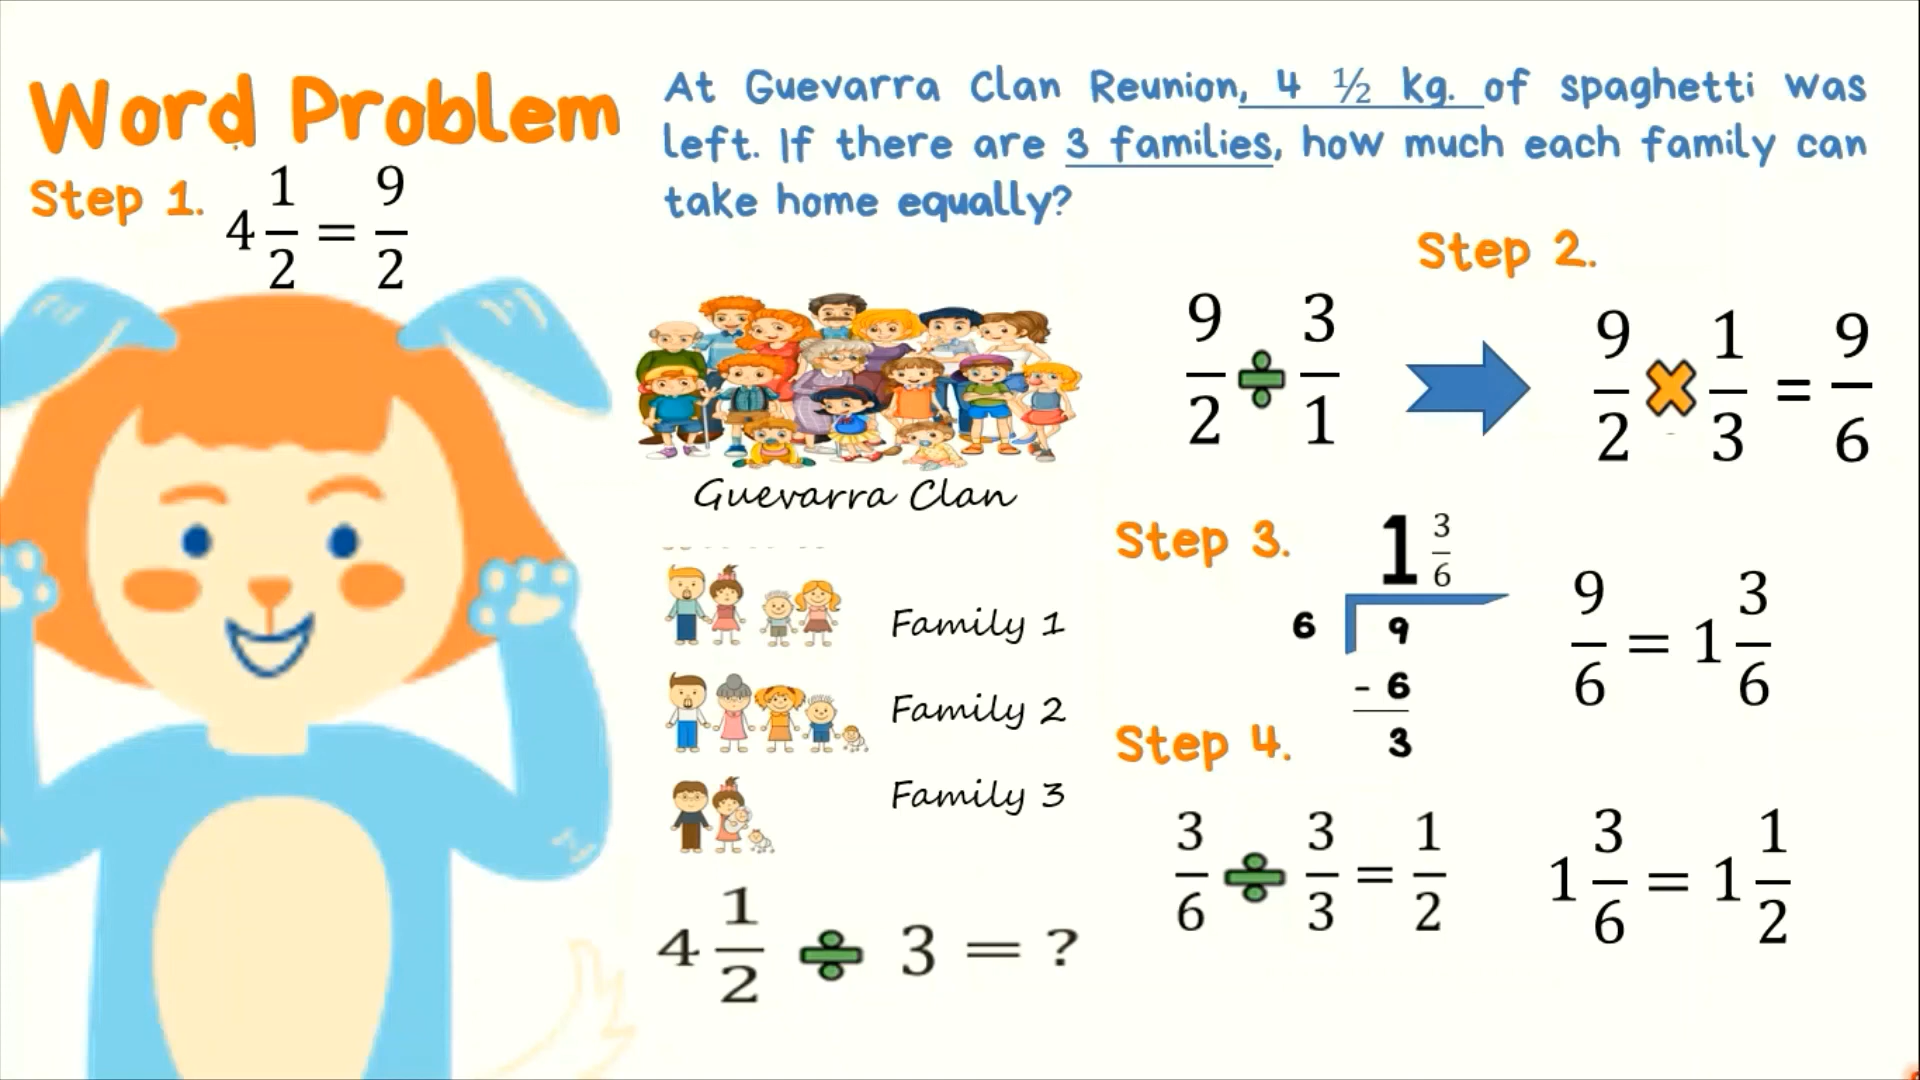 Word Problem
At Guevarra Clan Reunion, 4 ½ kg. of spaghetti was
left. If there are 3 families, how much each family can
take home equally?
Step 1.
4 1/2 = 9/2
Step 2.
9/2 ÷ 3/1
9/2 × 1/3 = 9/6
Guevarra Clan
Family 1
Family 2
Family 3
4 1/2 ÷ 3 = ?
Step 3.
1 3/6
6 9
- 6
3
9/6 = 1 3/6
Step 4.
3/6 ÷ 3/3 = 1/2
1 3/6 = 1 1/2